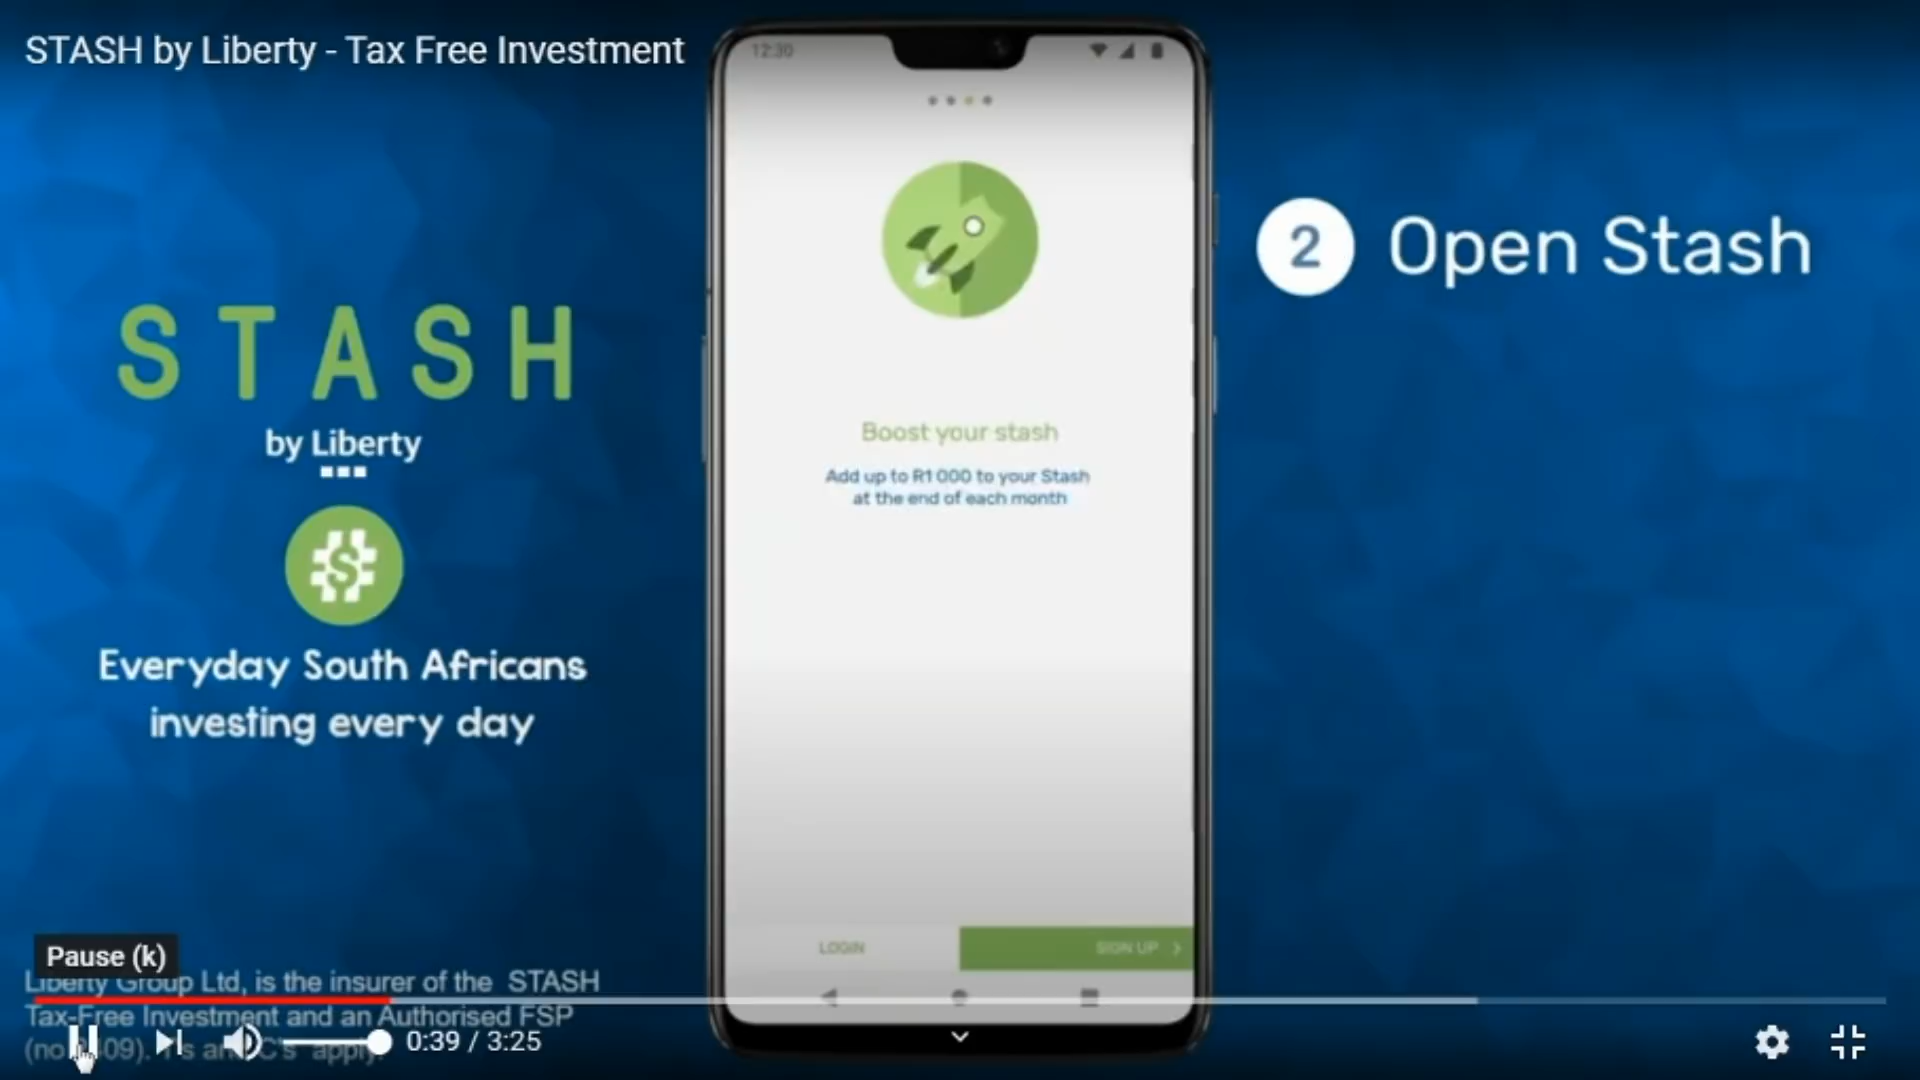 STASH by Liberty - Tax Free Investment
12:30
2 Open Stash
STASH
by Liberty
Everyday South Africans
investing every day
Boost your stash
Add up to R1 000 to your Stash
at the end of each month
LOGIN
SIGN UP
Pause (k)
Liberty Group Ltd, is the insurer of the STASH
Tax-Free Investment and an Authorised FSP
apply
0:39 / 3:25